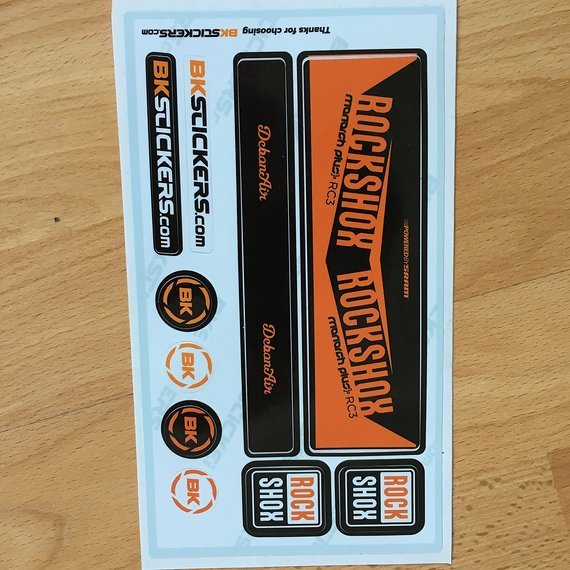 Thanks for choosing BKSTICKERS.com
BKSTICKERS.com
BKSTICKERS.com
DebonAir
DebonAir
ROCKSHOX
monarch plus RC3
POWERED BY SRAM
ROCKSHOX
monarch plus RC3
BK
BK
BK
BK
ROCK
SHOX
ROCK
SHOX